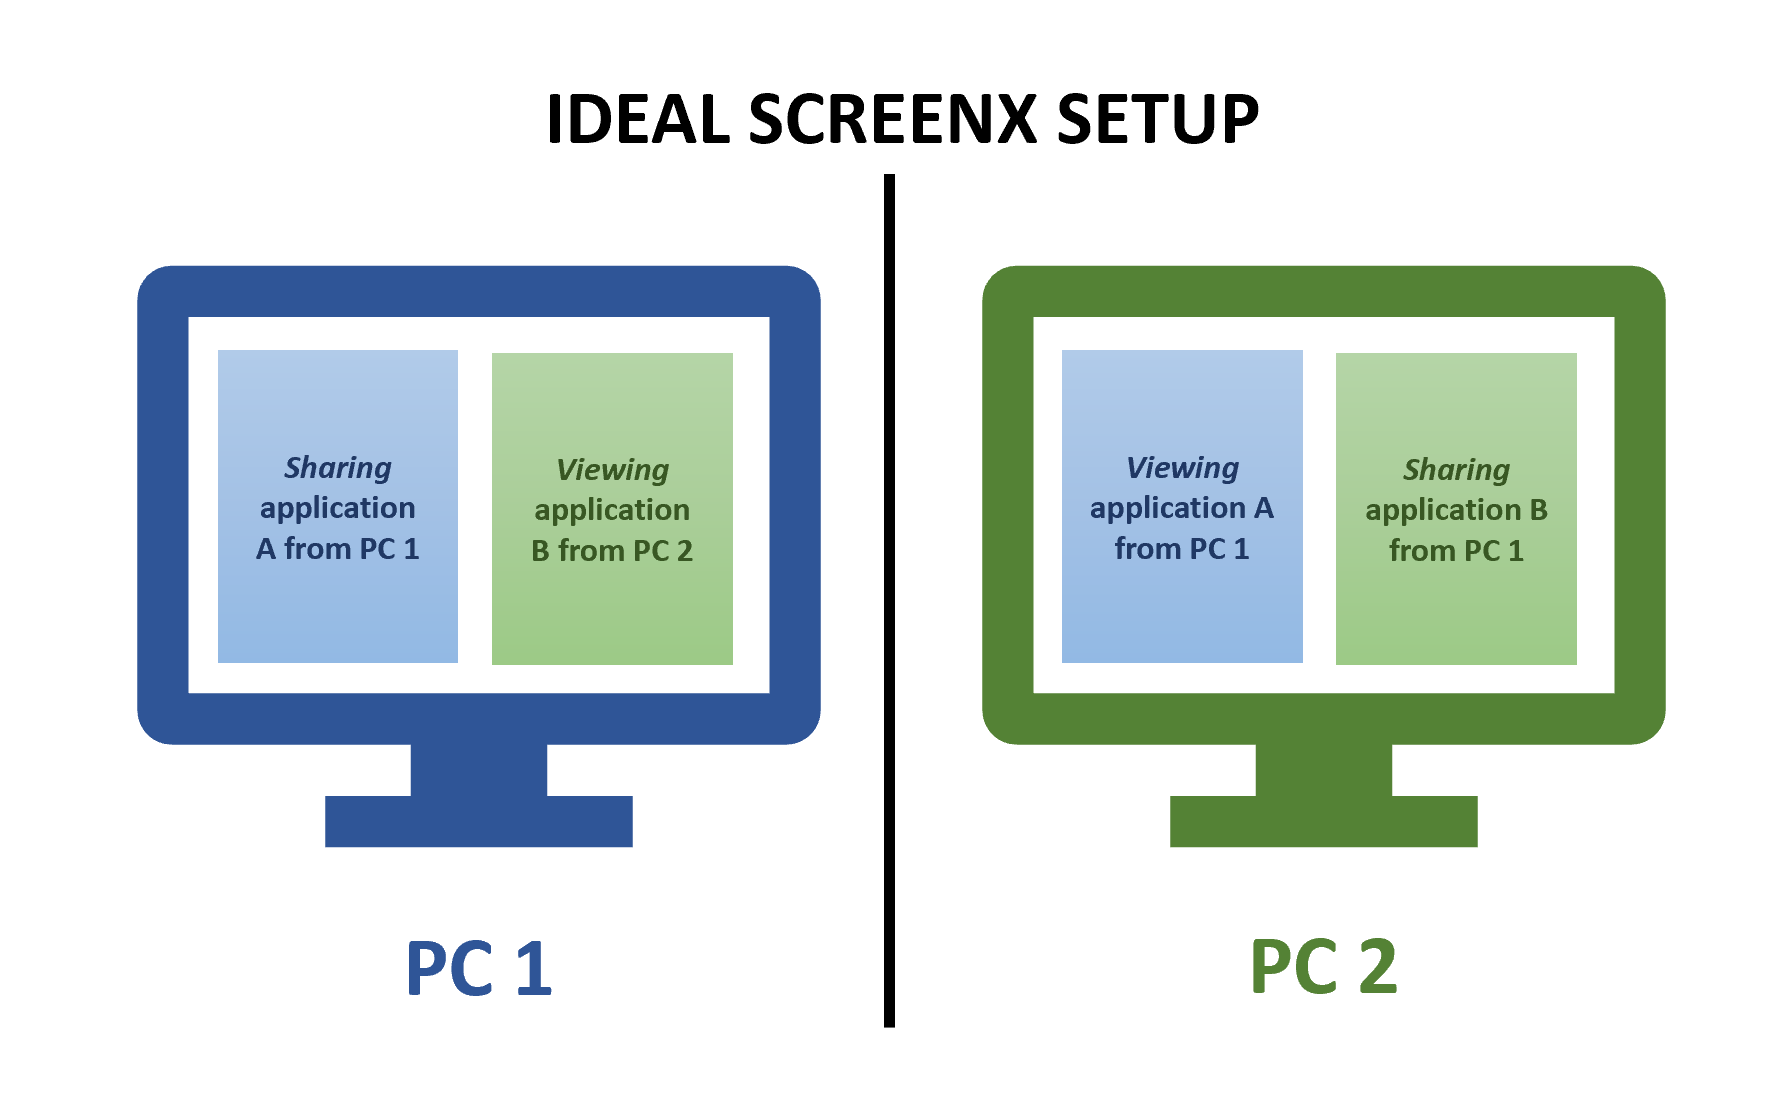 IDEAL SCREENX SETUP
Sharing
application
A from PC 1
Viewing
application
B from PC 2
Viewing
application A
from PC 1
Sharing
application B
from PC 1
PC 1
PC 2